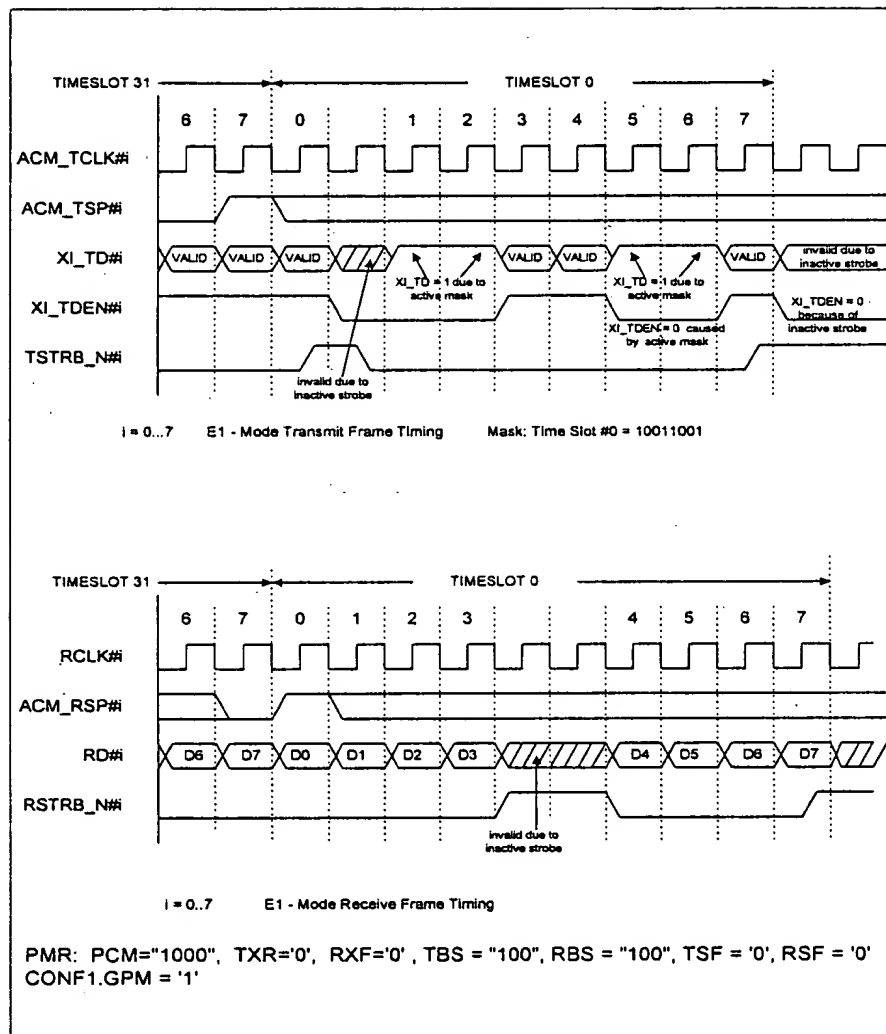 TIMESLOT 31 TIMESLOT 0
6 7 0 1 2 3 4 5 6 7
ACM_TCLK#i
ACM_TSP#i
XI_TD#i VALID VALID VALID VALID VALID VALID invalid due to
inactive strobe
XI_TD = 1 due to
active mask
XI_TD = 1 due to
active mask
XI_TDEN#i
XI_TDEN = 0 caused
by active mask
XI_TDEN = 0
because of
inactive strobe
TSTRB_N#i
invalid due to
inactive strobe
i = 0...7 E1 - Mode Transmit Frame Timing Mask: Time Slot #0 = 10011001
TIMESLOT 31 TIMESLOT 0
6 7 0 1 2 3 4 5 6 7
RCLK#i
ACM_RSP#i
RD#i D6 D7 D0 D1 D2 D3 D4 D5 D6 D7
RSTRB_N#i
invalid due to
inactive strobe
i = 0..7 E1 - Mode Receive Frame Timing
PMR: PCM="1000", TXR='0', RXF='0' , TBS = "100", RBS = "100", TSF = '0', RSF = '0'
CONF1.GPM = '1'